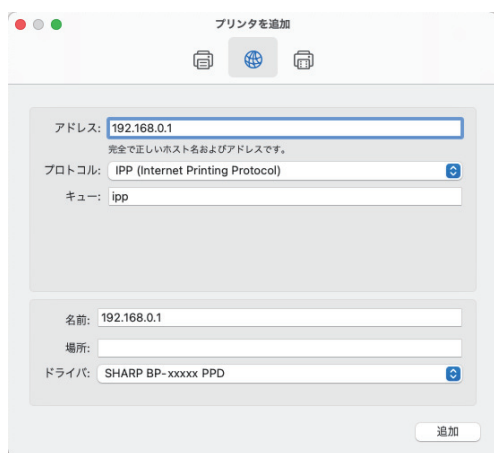 プリンタを追加
アドレス: 192.168.0.1
完全で正しいホスト名およびアドレスです。
プロトコル: IPP (Internet Printing Protocol)
キュー: ipp
名前: 192.168.0.1
場所:
ドライバ: SHARP BP-xxxxx PPD
追加